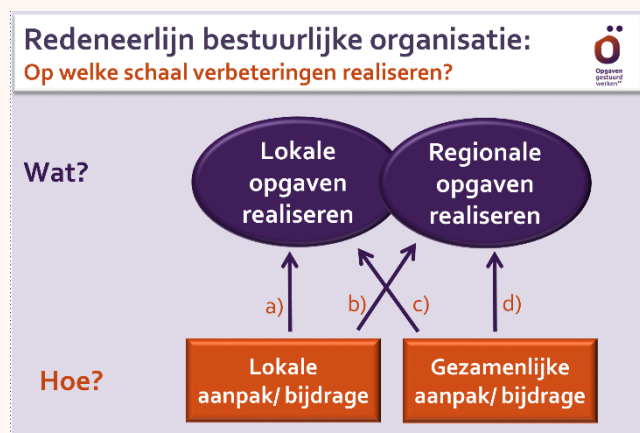 Redeneerlijn bestuurlijke organisatie:
Op welke schaal verbeteringen realiseren?
Opgaven
gestuurd
werken
Wat?
Lokale
opgaven
realiseren
Regionale
opgaven
realiseren
a)
b)
c)
d)
Hoe?
Lokale
aanpak/ bijdrage
Gezamenlijke
aanpak/ bijdrage